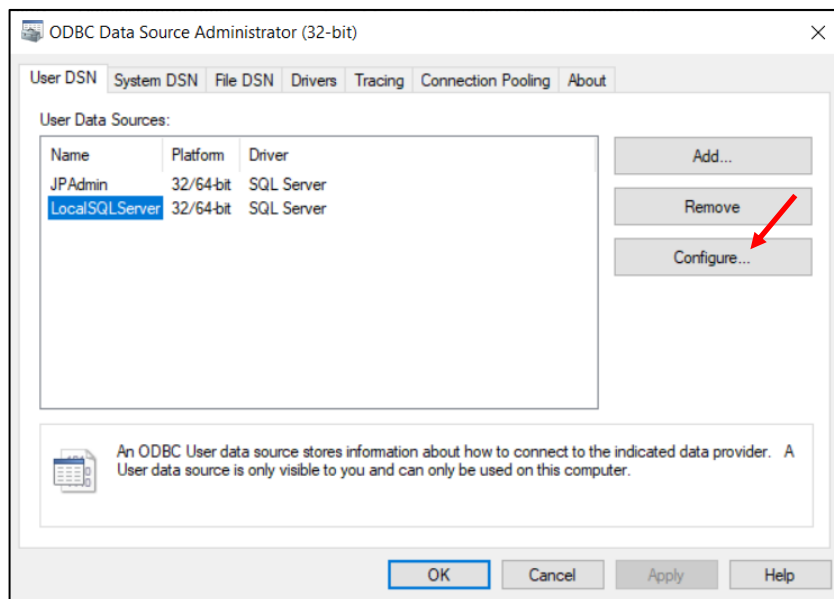 ODBC Data Source Administrator (32-bit)
User DSN System DSN File DSN Drivers Tracing Connection Pooling About
User Data Sources:
Name Platform Driver
JPAdmin 32/64-bit SQL Server
LocalSQLServer 32/64-bit SQL Server
Add...
Remove
Configure...
An ODBC User data source stores information about how to connect to the indicated data provider. A
User data source is only visible to you and can only be used on this computer.
OK Cancel Apply Help